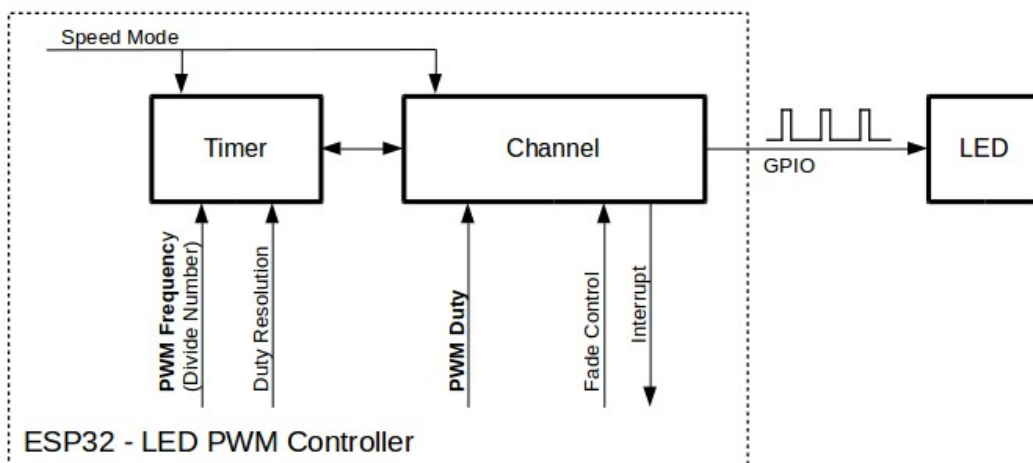 Speed Mode
Timer
Channel
GPIO
LED
PWM Frequency
(Divide Number)
Duty Resolution
PWM Duty
Fade Control
Interrupt
ESP32 - LED PWM Controller